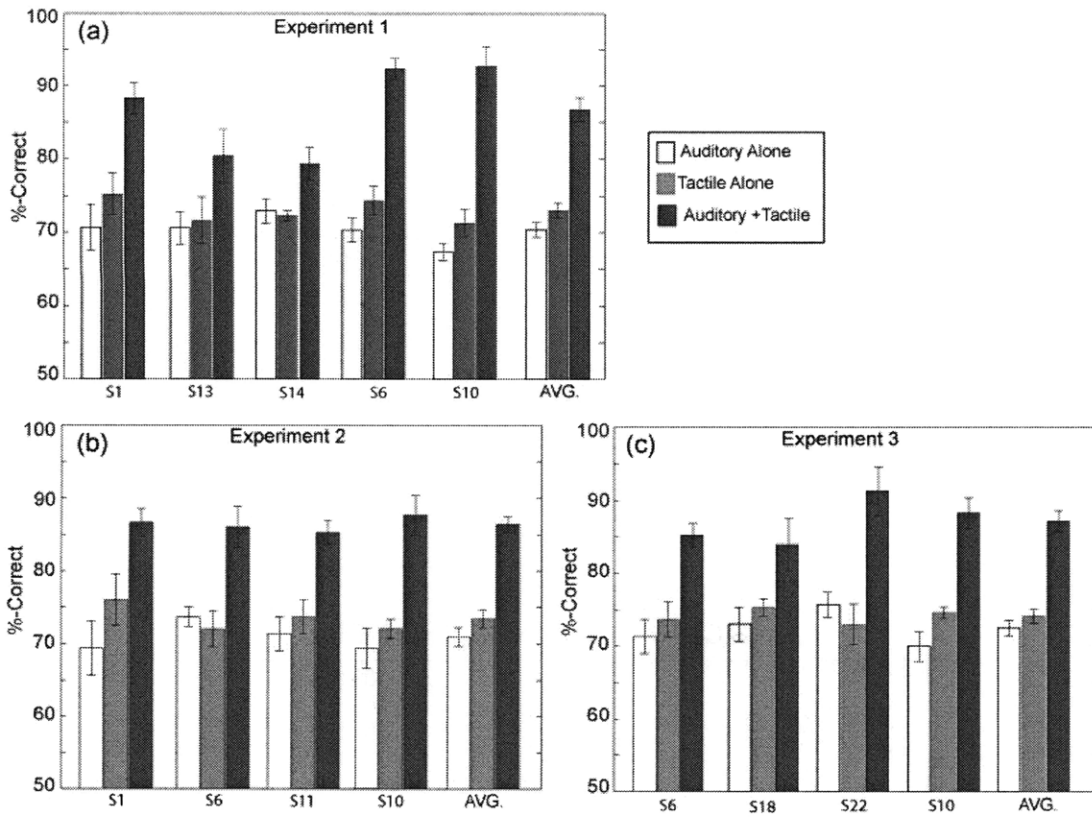 (a)
Experiment 1
%-Correct
100
90
80
70
60
50
S1 S13 S14 S6 S10 AVG.
Auditory Alone
Tactile Alone
Auditory +Tactile
(b)
Experiment 2
%-Correct
100
90
80
70
60
50
S1 S6 S11 S10 AVG.
(c)
Experiment 3
%-Correct
100
90
80
70
60
50
S6 S18 S22 S10 AVG.